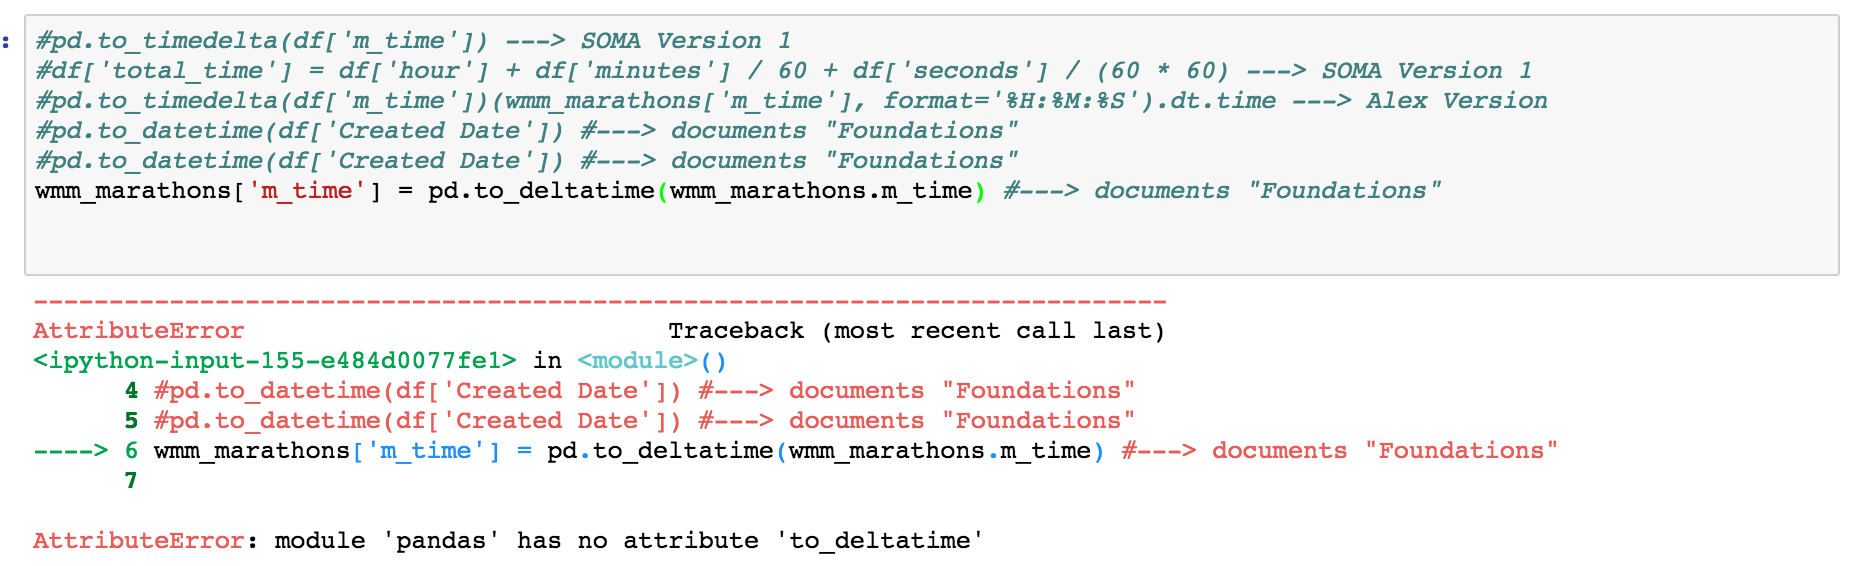 :
#pd.to_timedelta(df['m_time']) ---> SOMA Version 1
#df['total_time'] = df['hour'] + df['minutes'] / 60 + df['seconds'] / (60 * 60) ---> SOMA Version 1
#pd.to_timedelta(df['m_time'])(wmm_marathons['m_time'], format='%H:%M:%S').dt.time ---> Alex Version
#pd.to_datetime(df['Created Date']) #---> documents "Foundations"
#pd.to_datetime(df['Created Date']) #---> documents "Foundations"
wmm_marathons['m_time'] = pd.to_deltatime(wmm_marathons.m_time) #---> documents "Foundations"
---------------------------------------------------------------------------
AttributeError                            Traceback (most recent call last)
<ipython-input-155-e484d0077fe1> in <module>()
      4 #pd.to_datetime(df['Created Date']) #---> documents "Foundations"
      5 #pd.to_datetime(df['Created Date']) #---> documents "Foundations"
----> 6 wmm_marathons['m_time'] = pd.to_deltatime(wmm_marathons.m_time) #---> documents "Foundations"
      7
AttributeError: module 'pandas' has no attribute 'to_deltatime'